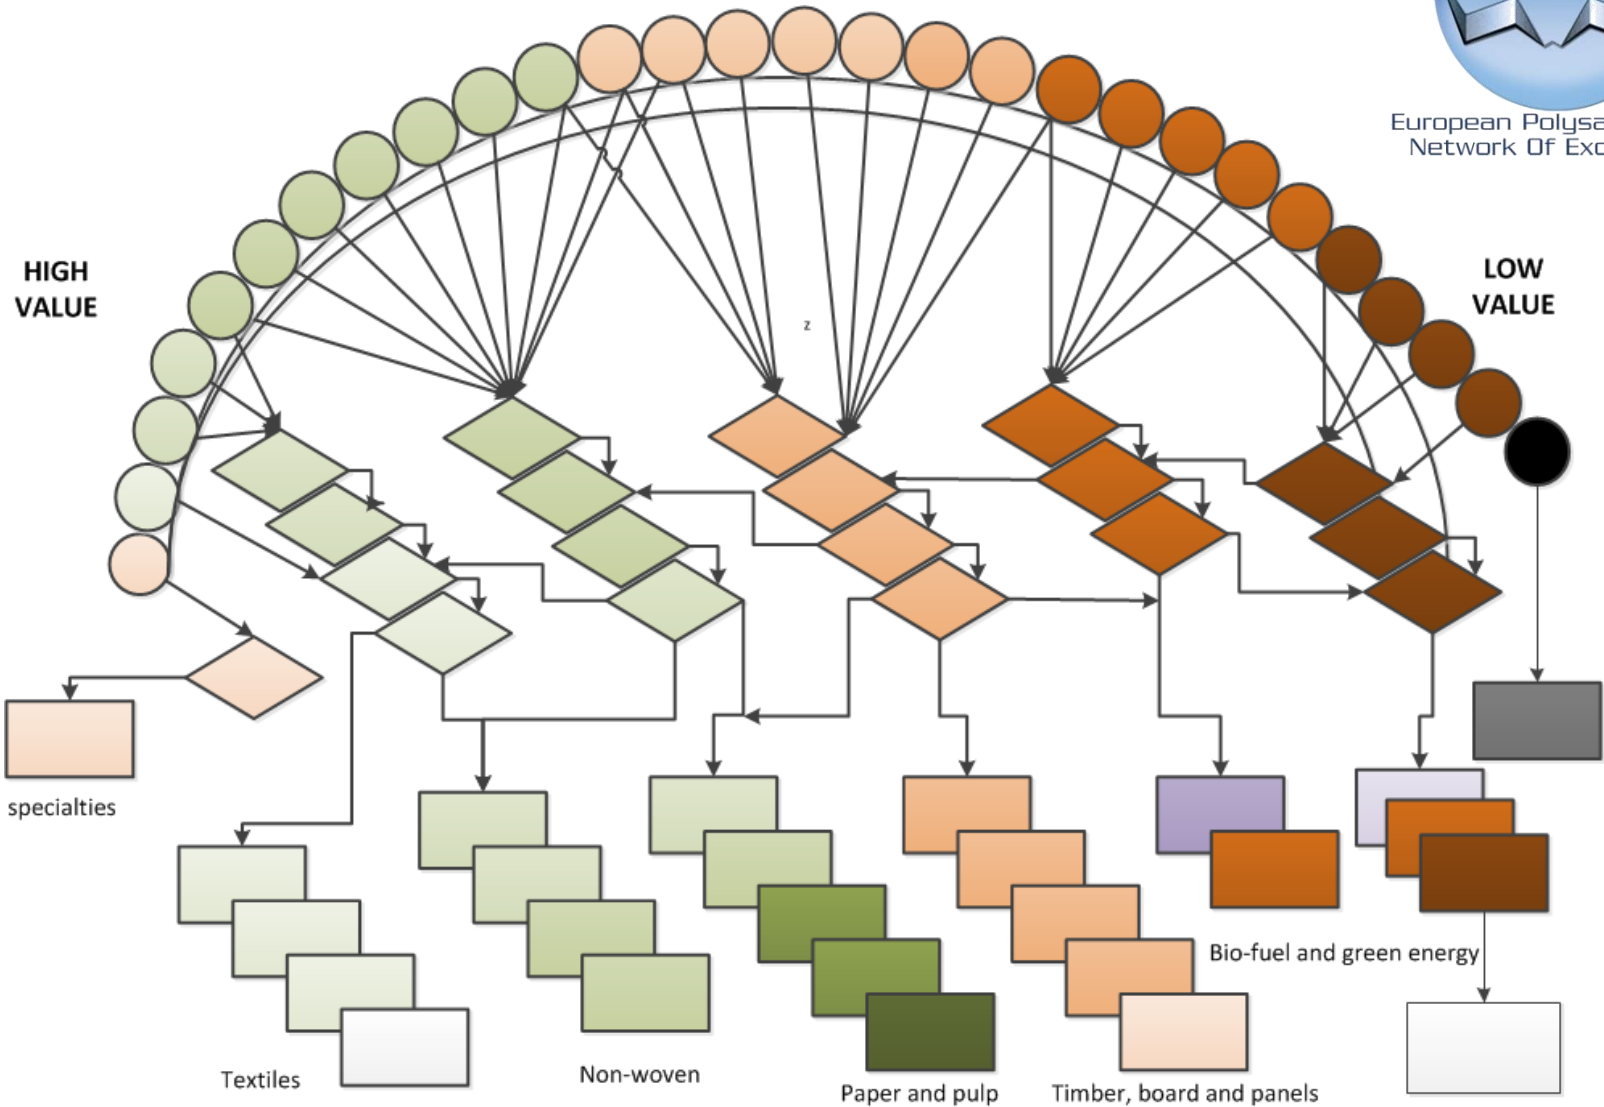 European Polysa
Network Of Exc
HIGH
VALUE
LOW
VALUE
z
specialties
Bio-fuel and green energy
Textiles
Non-woven
Paper and pulp
Timber, board and panels